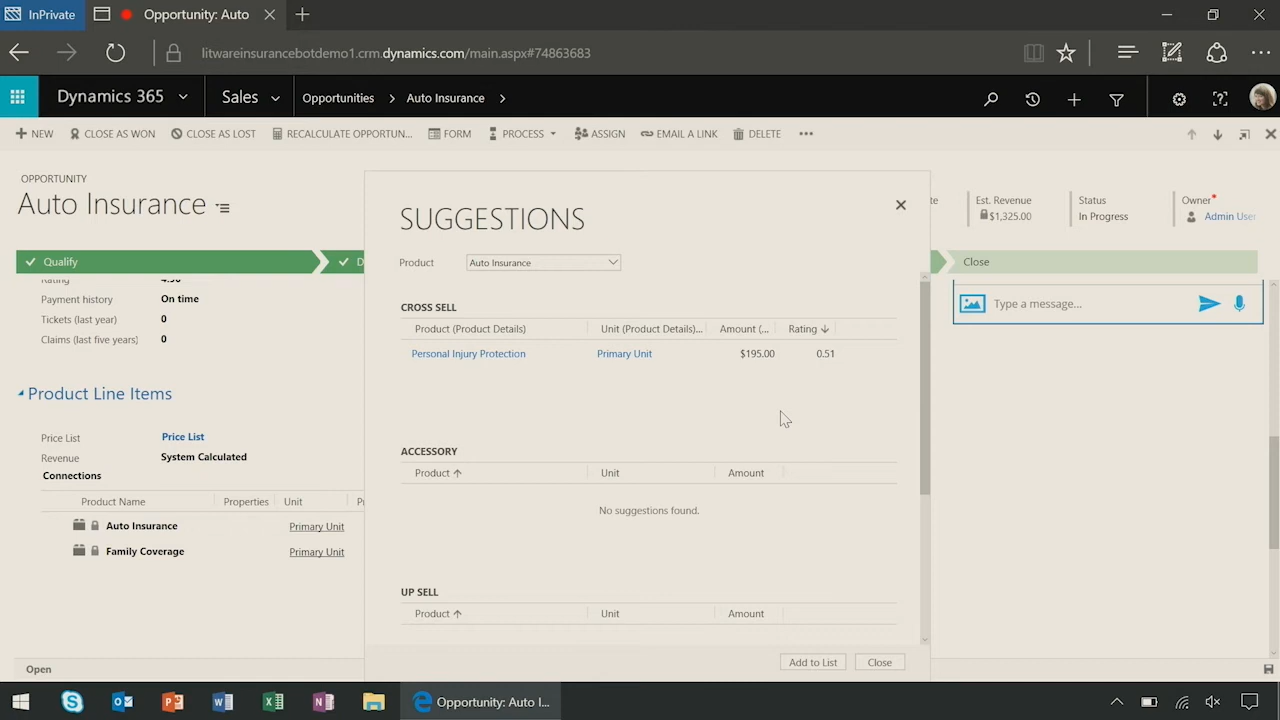 InPrivate
Opportunity: Auto
litwareinsurancebotdemo1.crm.dynamics.com/main.aspx#74863683
Dynamics 365
Sales
Opportunities > Auto Insurance >
NEW
CLOSE AS WON
CLOSE AS LOST
RECALCULATE OPPORTUN...
FORM
PROCESS
ASSIGN
EMAIL A LINK
DELETE
OPPORTUNITY
Auto Insurance
Est. Revenue
$1,325.00
Status
In Progress
Owner*
Admin User
Qualify
D
Close
Payment history On time
Tickets (last year) 0
Claims (last five years) 0
Product Line Items
Price List Price List
Revenue System Calculated
Connections
Product Name Properties Unit
Auto Insurance Primary Unit
Family Coverage Primary Unit
Open
SUGGESTIONS
Product Auto Insurance
CROSS SELL
Product (Product Details) Unit (Product Details)... Amount (... Rating ↓
Personal Injury Protection Primary Unit $195.00 0.51
ACCESSORY
Product ↑ Unit Amount
No suggestions found.
UP SELL
Product ↑ Unit Amount
Add to List
Close
Type a message...
Opportunity: Auto I...